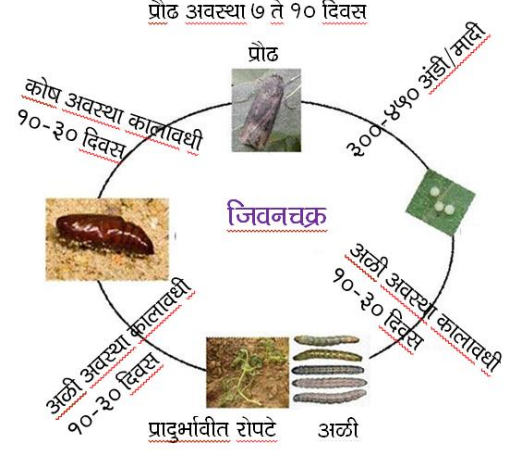 प्रौढ अवस्था ७ ते १० दिवस
प्रौढ
३००-४५० अंडी/मादी
कोष अवस्था कालावधी
१०-३० दिवस
जिवनचक्र
अळी अवस्था कालावधी
१०-३० दिवस
अळी अवस्था कालावधी
१०-३० दिवस
प्रादुर्भावीत रोपटे
अळी